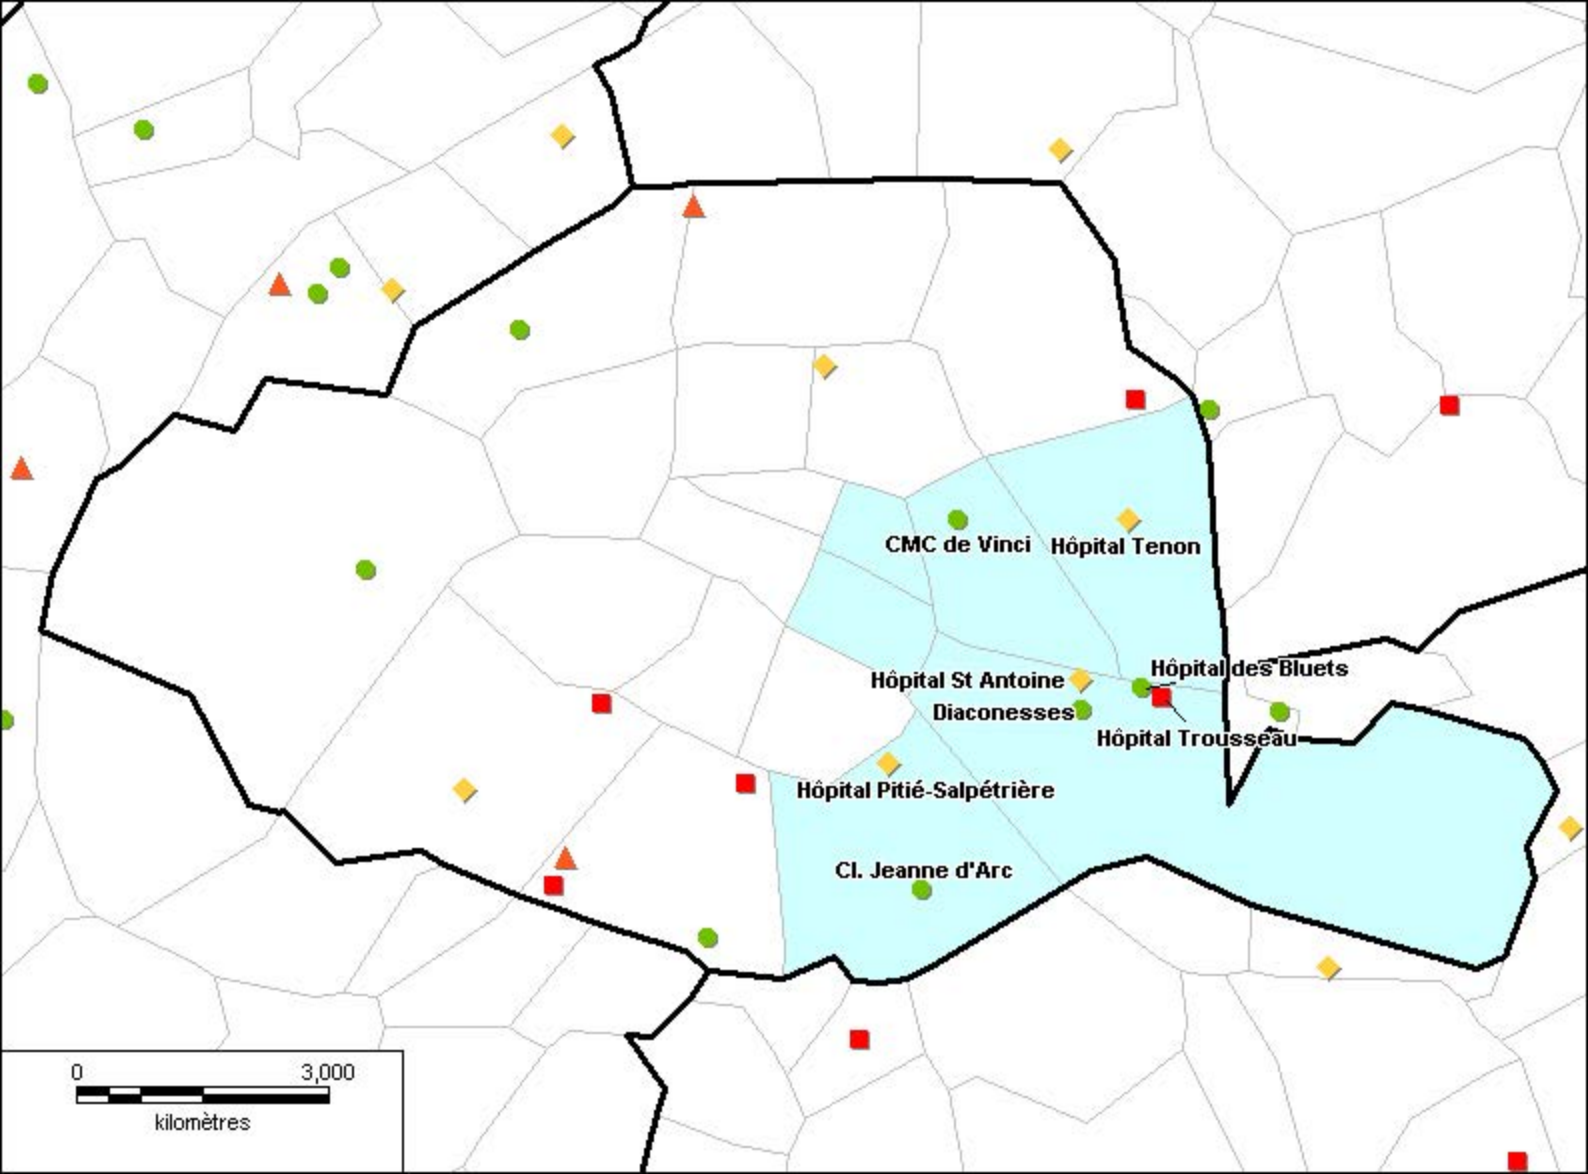 CMC de Vinci
Hôpital Tenon
Hôpital des Bluets
Hôpital St Antoine
Diaconesses
Hôpital Trousseau
Hôpital Pitié-Salpétrière
Cl. Jeanne d'Arc
0 3,000
kilomètres